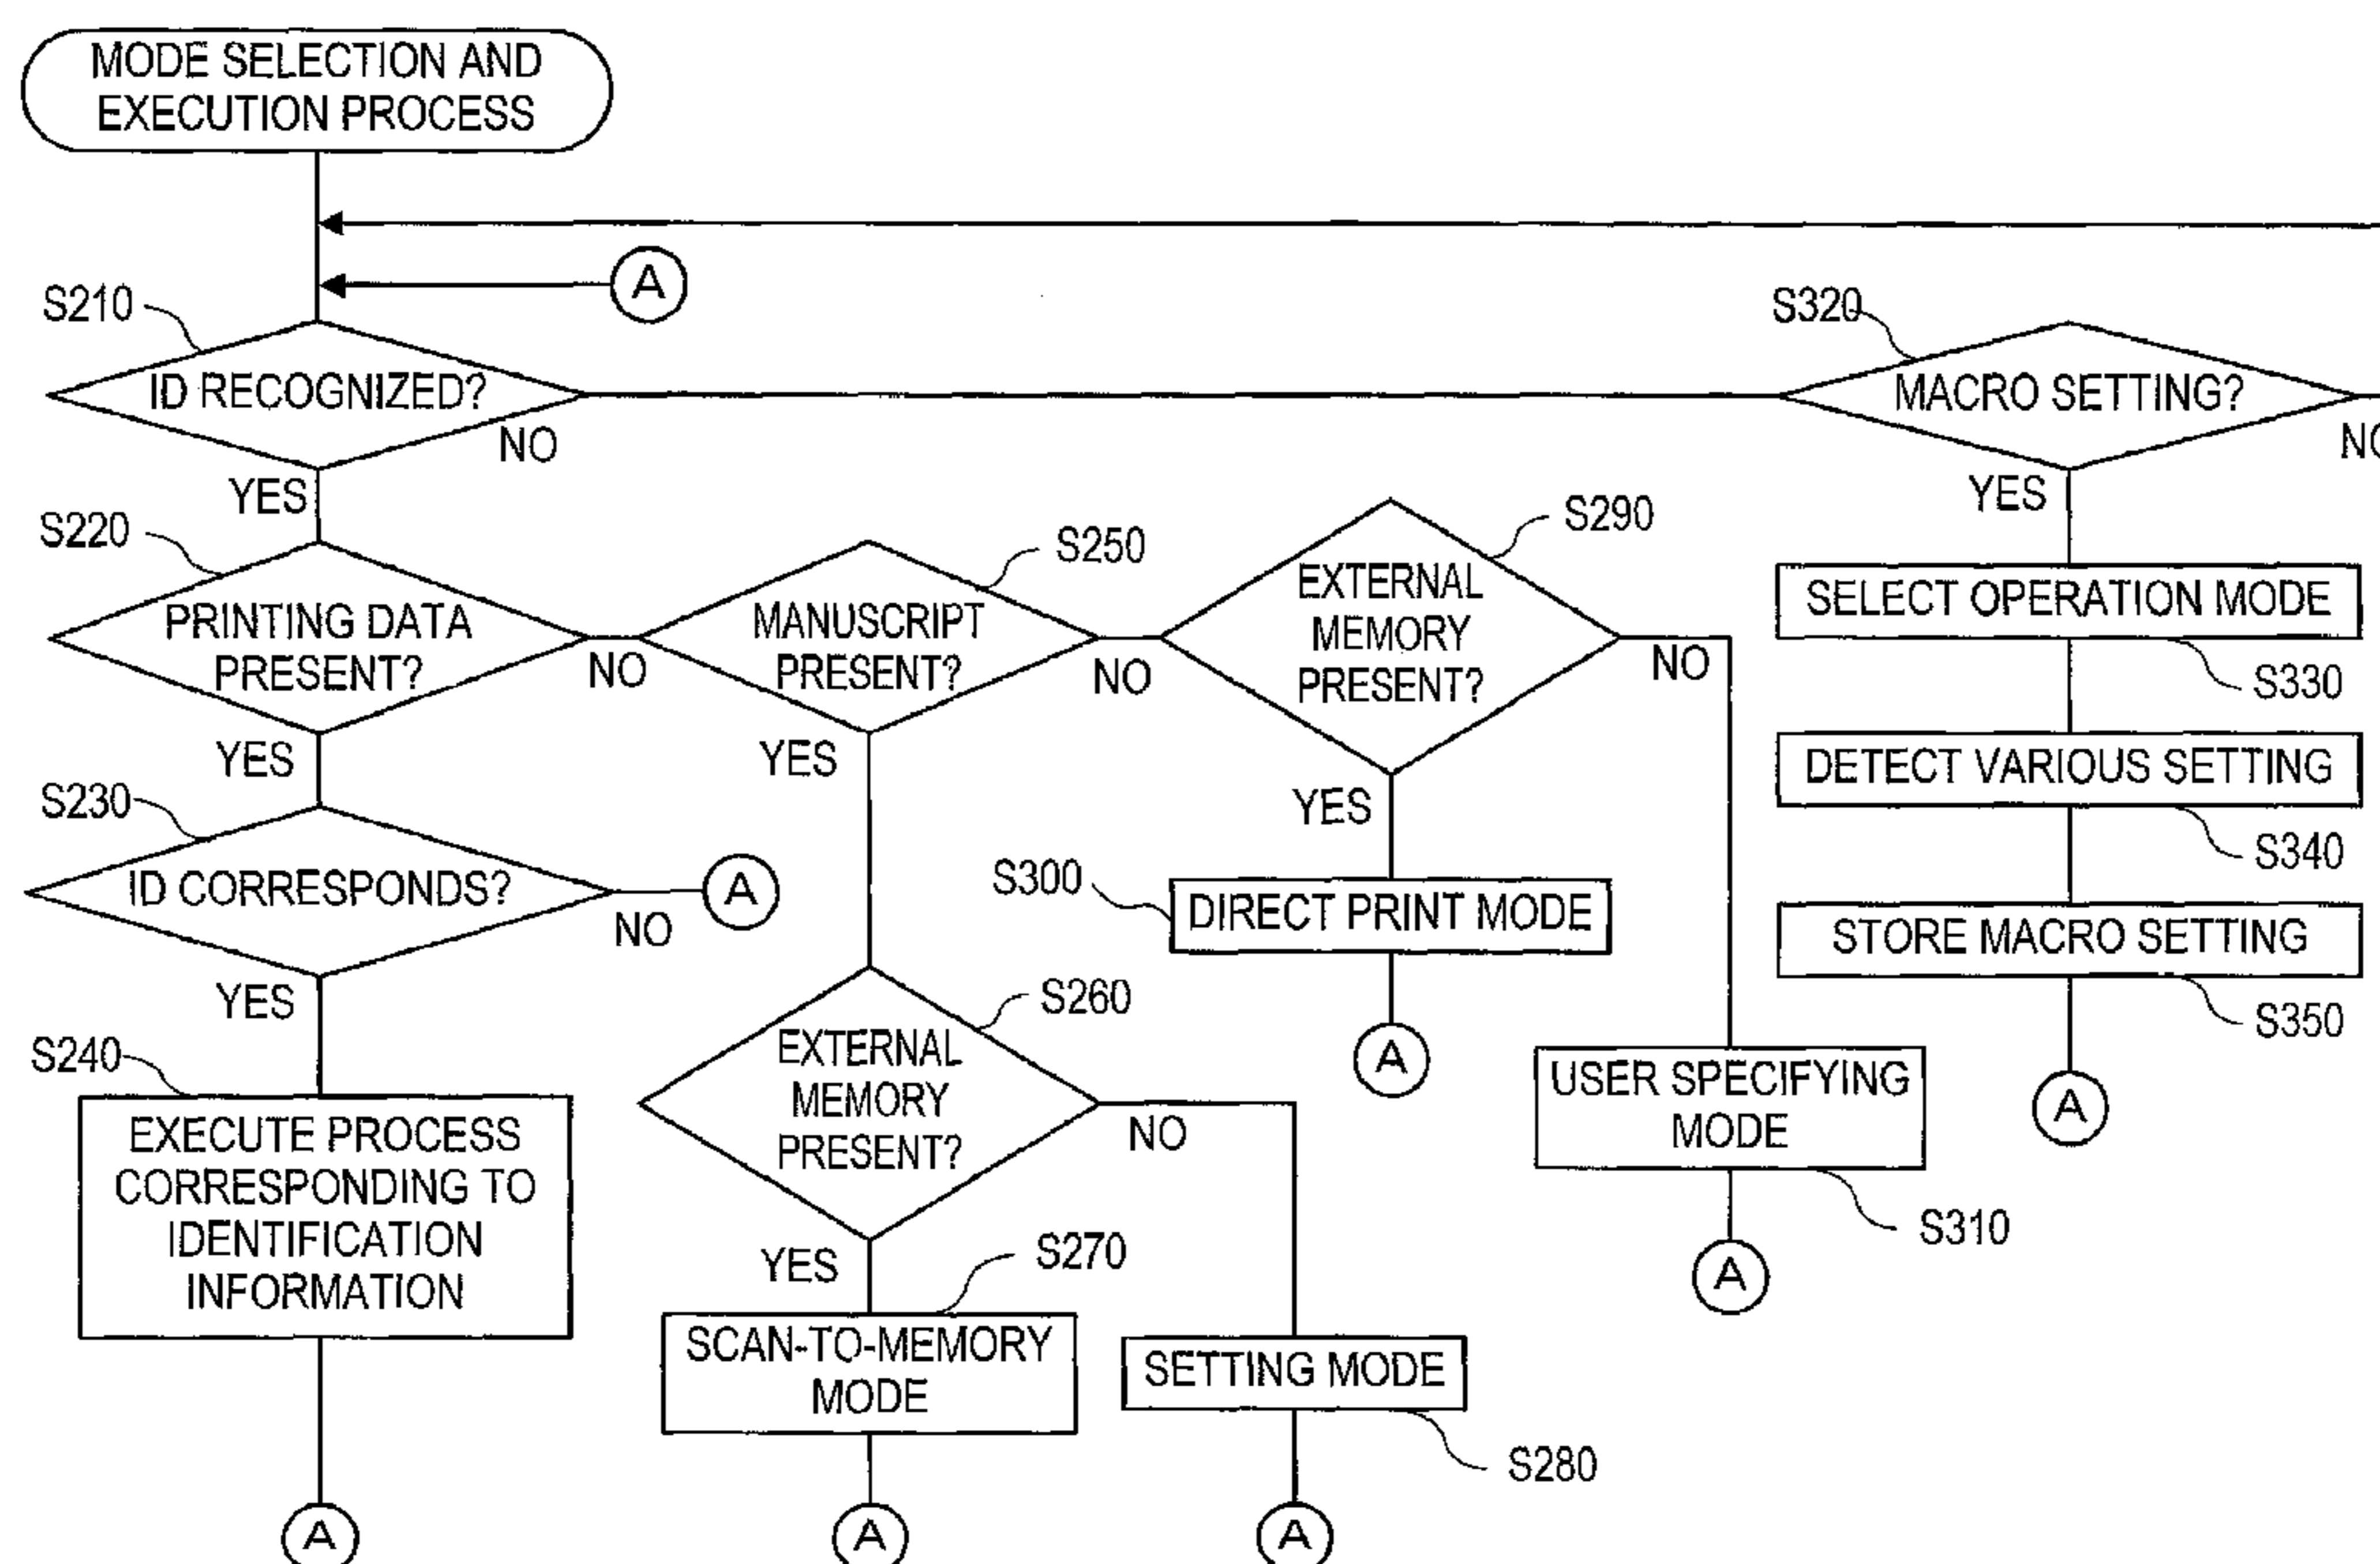 MODE SELECTION AND
EXECUTION PROCESS
A
S210
ID RECOGNIZED?
NO
YES
S320
MACRO SETTING?
NO
YES
S220
PRINTING DATA
PRESENT?
NO
YES
S250
MANUSCRIPT
PRESENT?
NO
YES
S290
EXTERNAL
MEMORY
PRESENT?
NO
YES
SELECT OPERATION MODE
S330
DETECT VARIOUS SETTING
S340
STORE MACRO SETTING
S350
A
S230
ID CORRESPONDS?
NO
A
YES
S300
DIRECT PRINT MODE
A
S260
EXTERNAL
MEMORY
PRESENT?
NO
YES
USER SPECIFYING
MODE
S310
A
S240
EXECUTE PROCESS
CORRESPONDING TO
IDENTIFICATION
INFORMATION
A
S270
SCAN-TO-MEMORY
MODE
A
SETTING MODE
S280
A